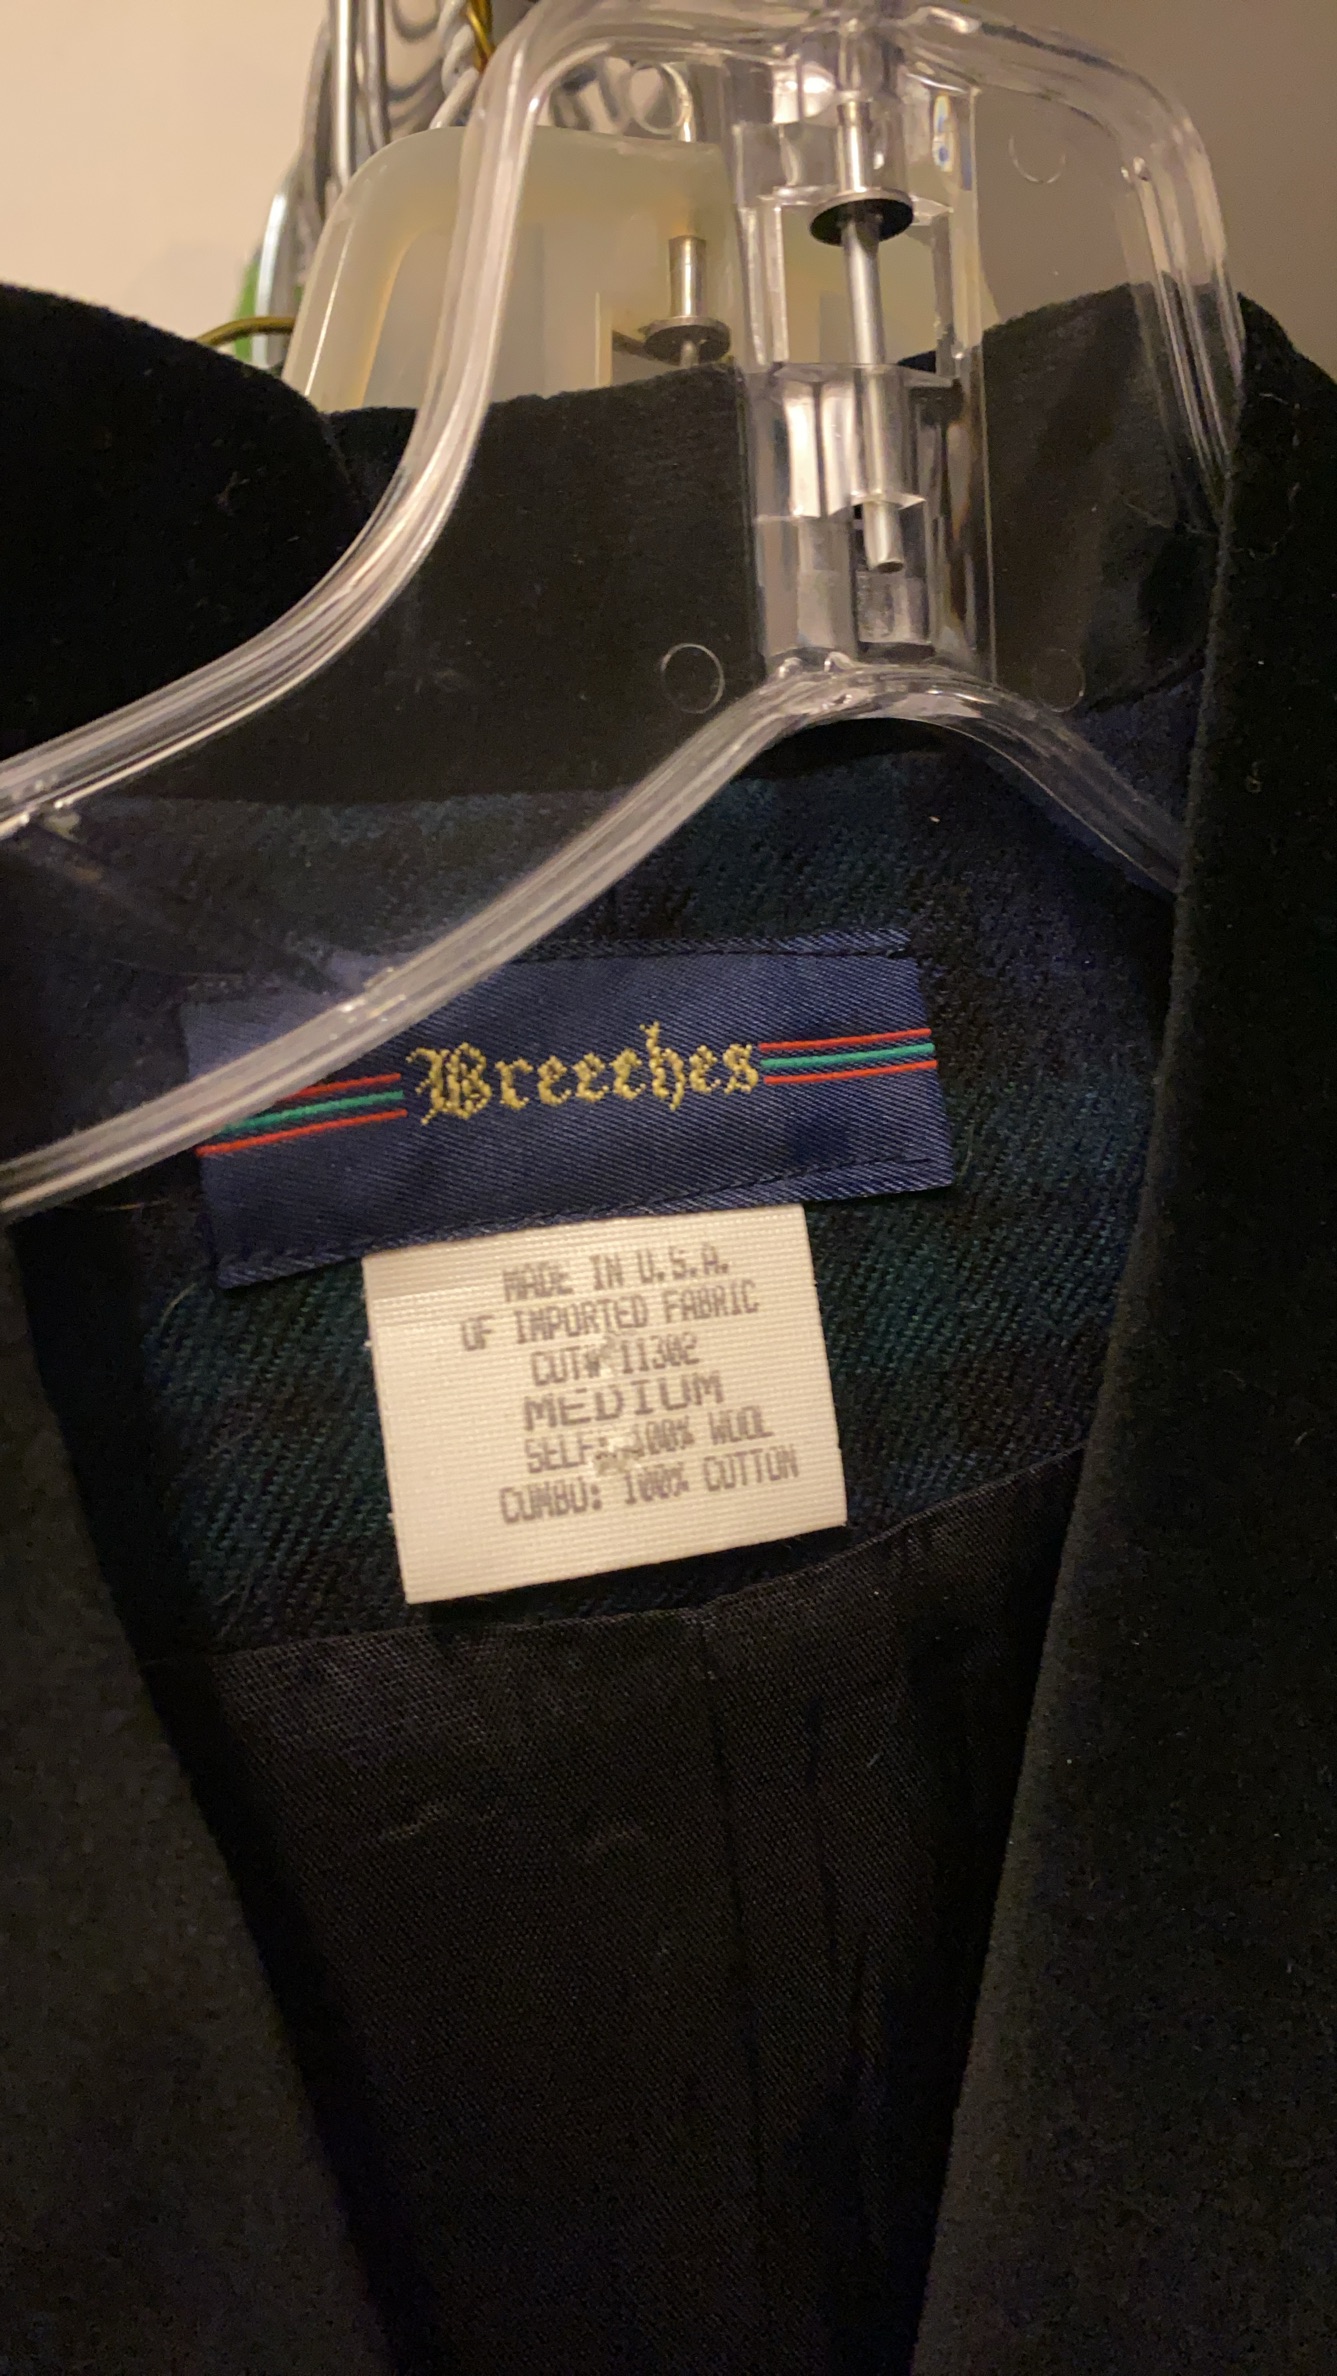 Breeches
MADE IN U.S.A.
OF IMPORTED FABRIC
CUT# 11302
MEDIUM
SELF: 100% WOOL
COMBO: 100% COTTON